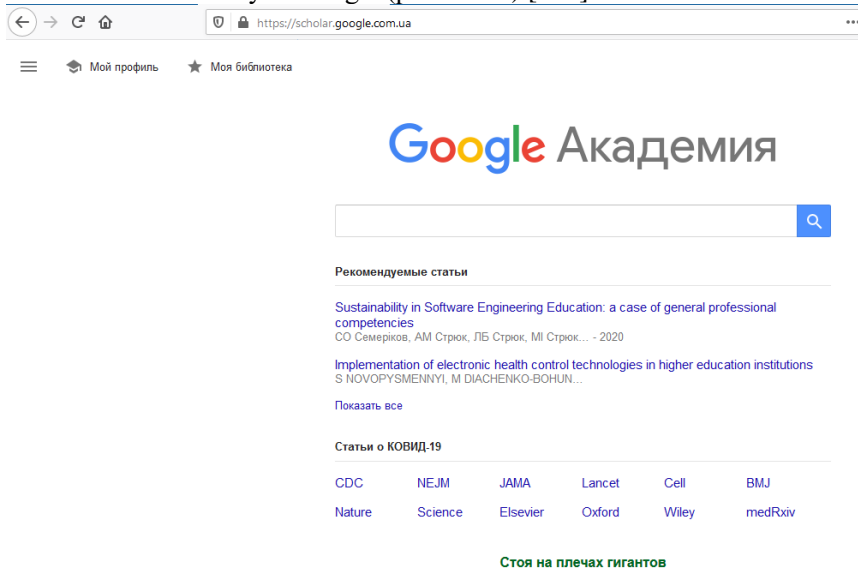 https://scholar.google.com.ua
Мой профиль Моя библиотека
Google Академия
Рекомендуемые статьи
Sustainability in Software Engineering Education: a case of general professional
competencies
СО Семеріков, АМ Стрюк, ЛБ Стрюк, МІ Стрюк... - 2020
Implementation of electronic health control technologies in higher education institutions
S NOVOPYSMENNYI, M DIACHENKO-BOHUN...
Показать все
Статьи о КОВИД-19
CDC NEJM JAMA Lancet Cell BMJ
Nature Science Elsevier Oxford Wiley medRxiv
Стоя на плечах гигантов